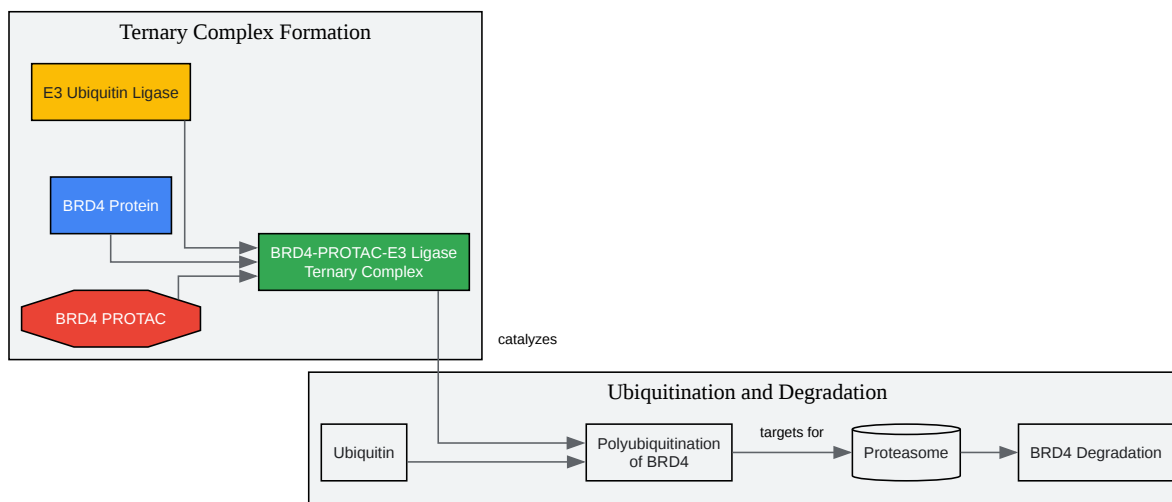 Ternary Complex Formation
E3 Ubiquitin Ligase
BRD4 Protein
BRD4-PROTAC-E3 Ligase
Ternary Complex
BRD4 PROTAC
catalyzes
Ubiquitination and Degradation
Ubiquitin
Polyubiquitination
of BRD4
targets for
Proteasome
BRD4 Degradation